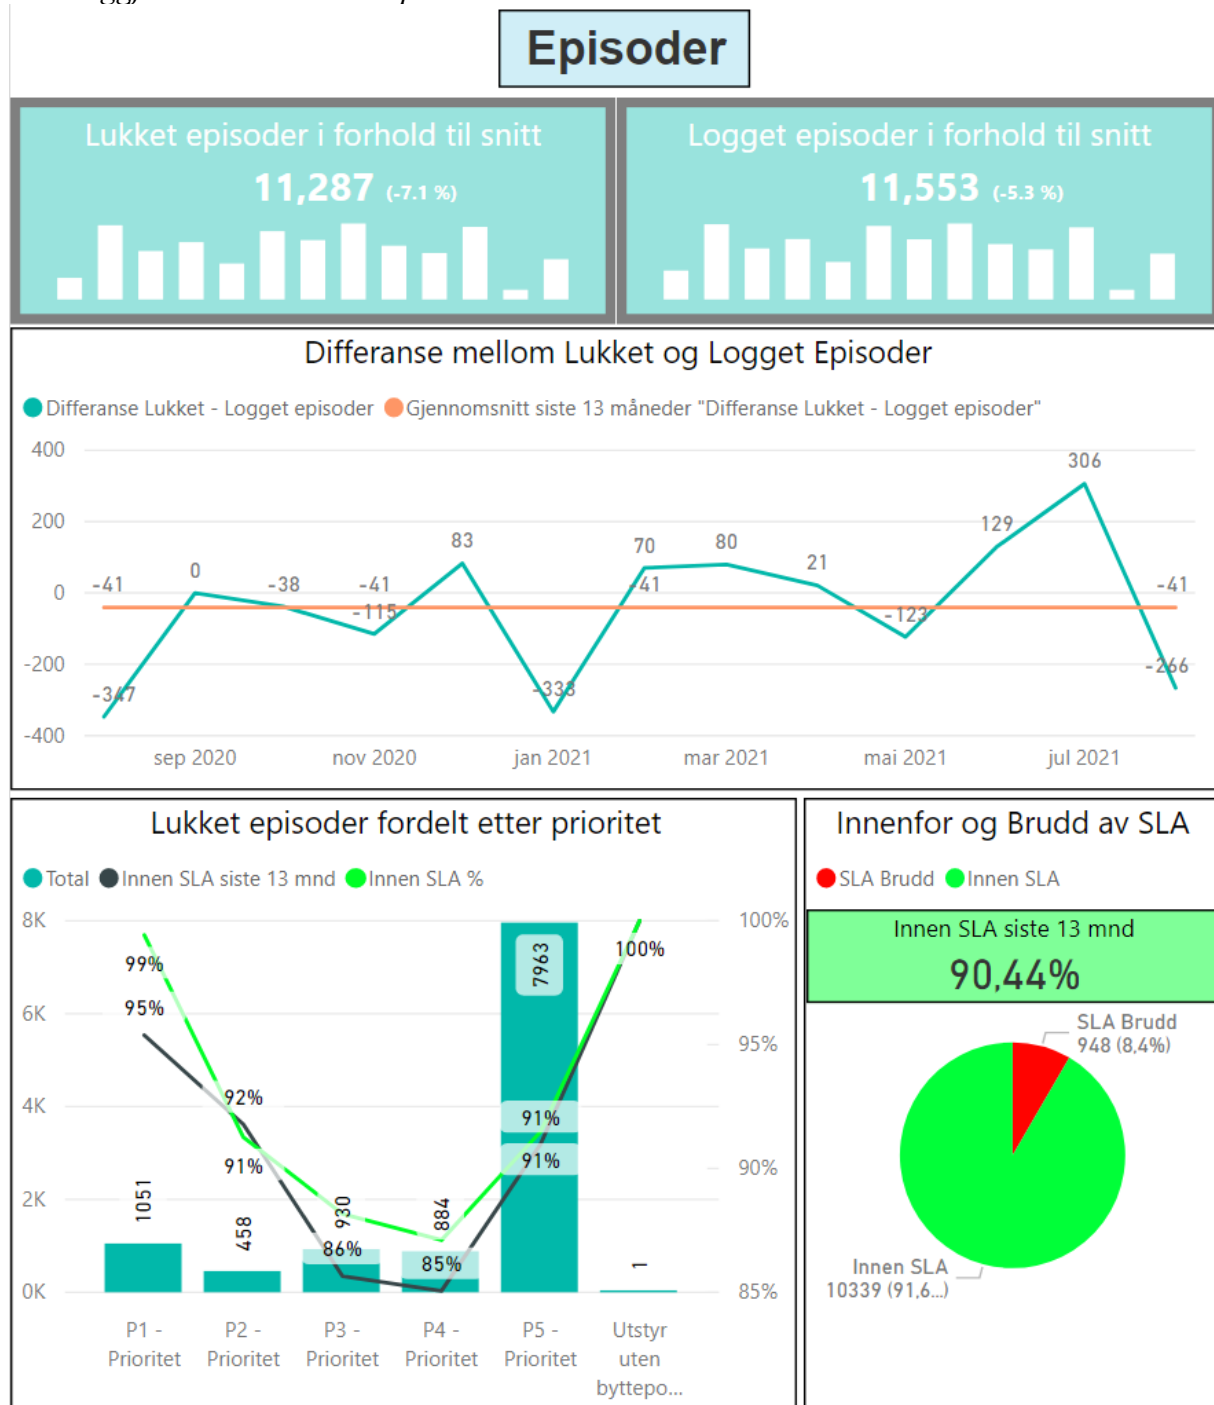 Episoder
Lukket episoder i forhold til snitt
11,287 (-7.1 %)
Logget episoder i forhold til snitt
11,553 (-5.3 %)
Differanse mellom Lukket og Logget Episoder
Differanse Lukket - Logget episoder Gjennomsnitt siste 13 måneder "Differanse Lukket - Logget episoder"
400
200
0
-200
-400
-41
-347
0
-38
-41
-115
83
-338
70
-41
80
21
-123
129
306
-41
-266
sep 2020
nov 2020
jan 2021
mar 2021
mai 2021
jul 2021
Lukket episoder fordelt etter prioritet
Total Innen SLA siste 13 mnd Innen SLA %
8K
6K
4K
2K
0K
100%
95%
90%
85%
99%
95%
1051
92%
91%
458
930
86%
884
85%
7963
91%
91%
100%
1
P1 -
Prioritet
P2 -
Prioritet
P3 -
Prioritet
P4 -
Prioritet
P5 -
Prioritet
Utstyr
uten
byttepo...
Innenfor og Brudd av SLA
SLA Brudd Innen SLA
Innen SLA siste 13 mnd
90,44%
SLA Brudd
948 (8,4%)
Innen SLA
10339 (91,6...)